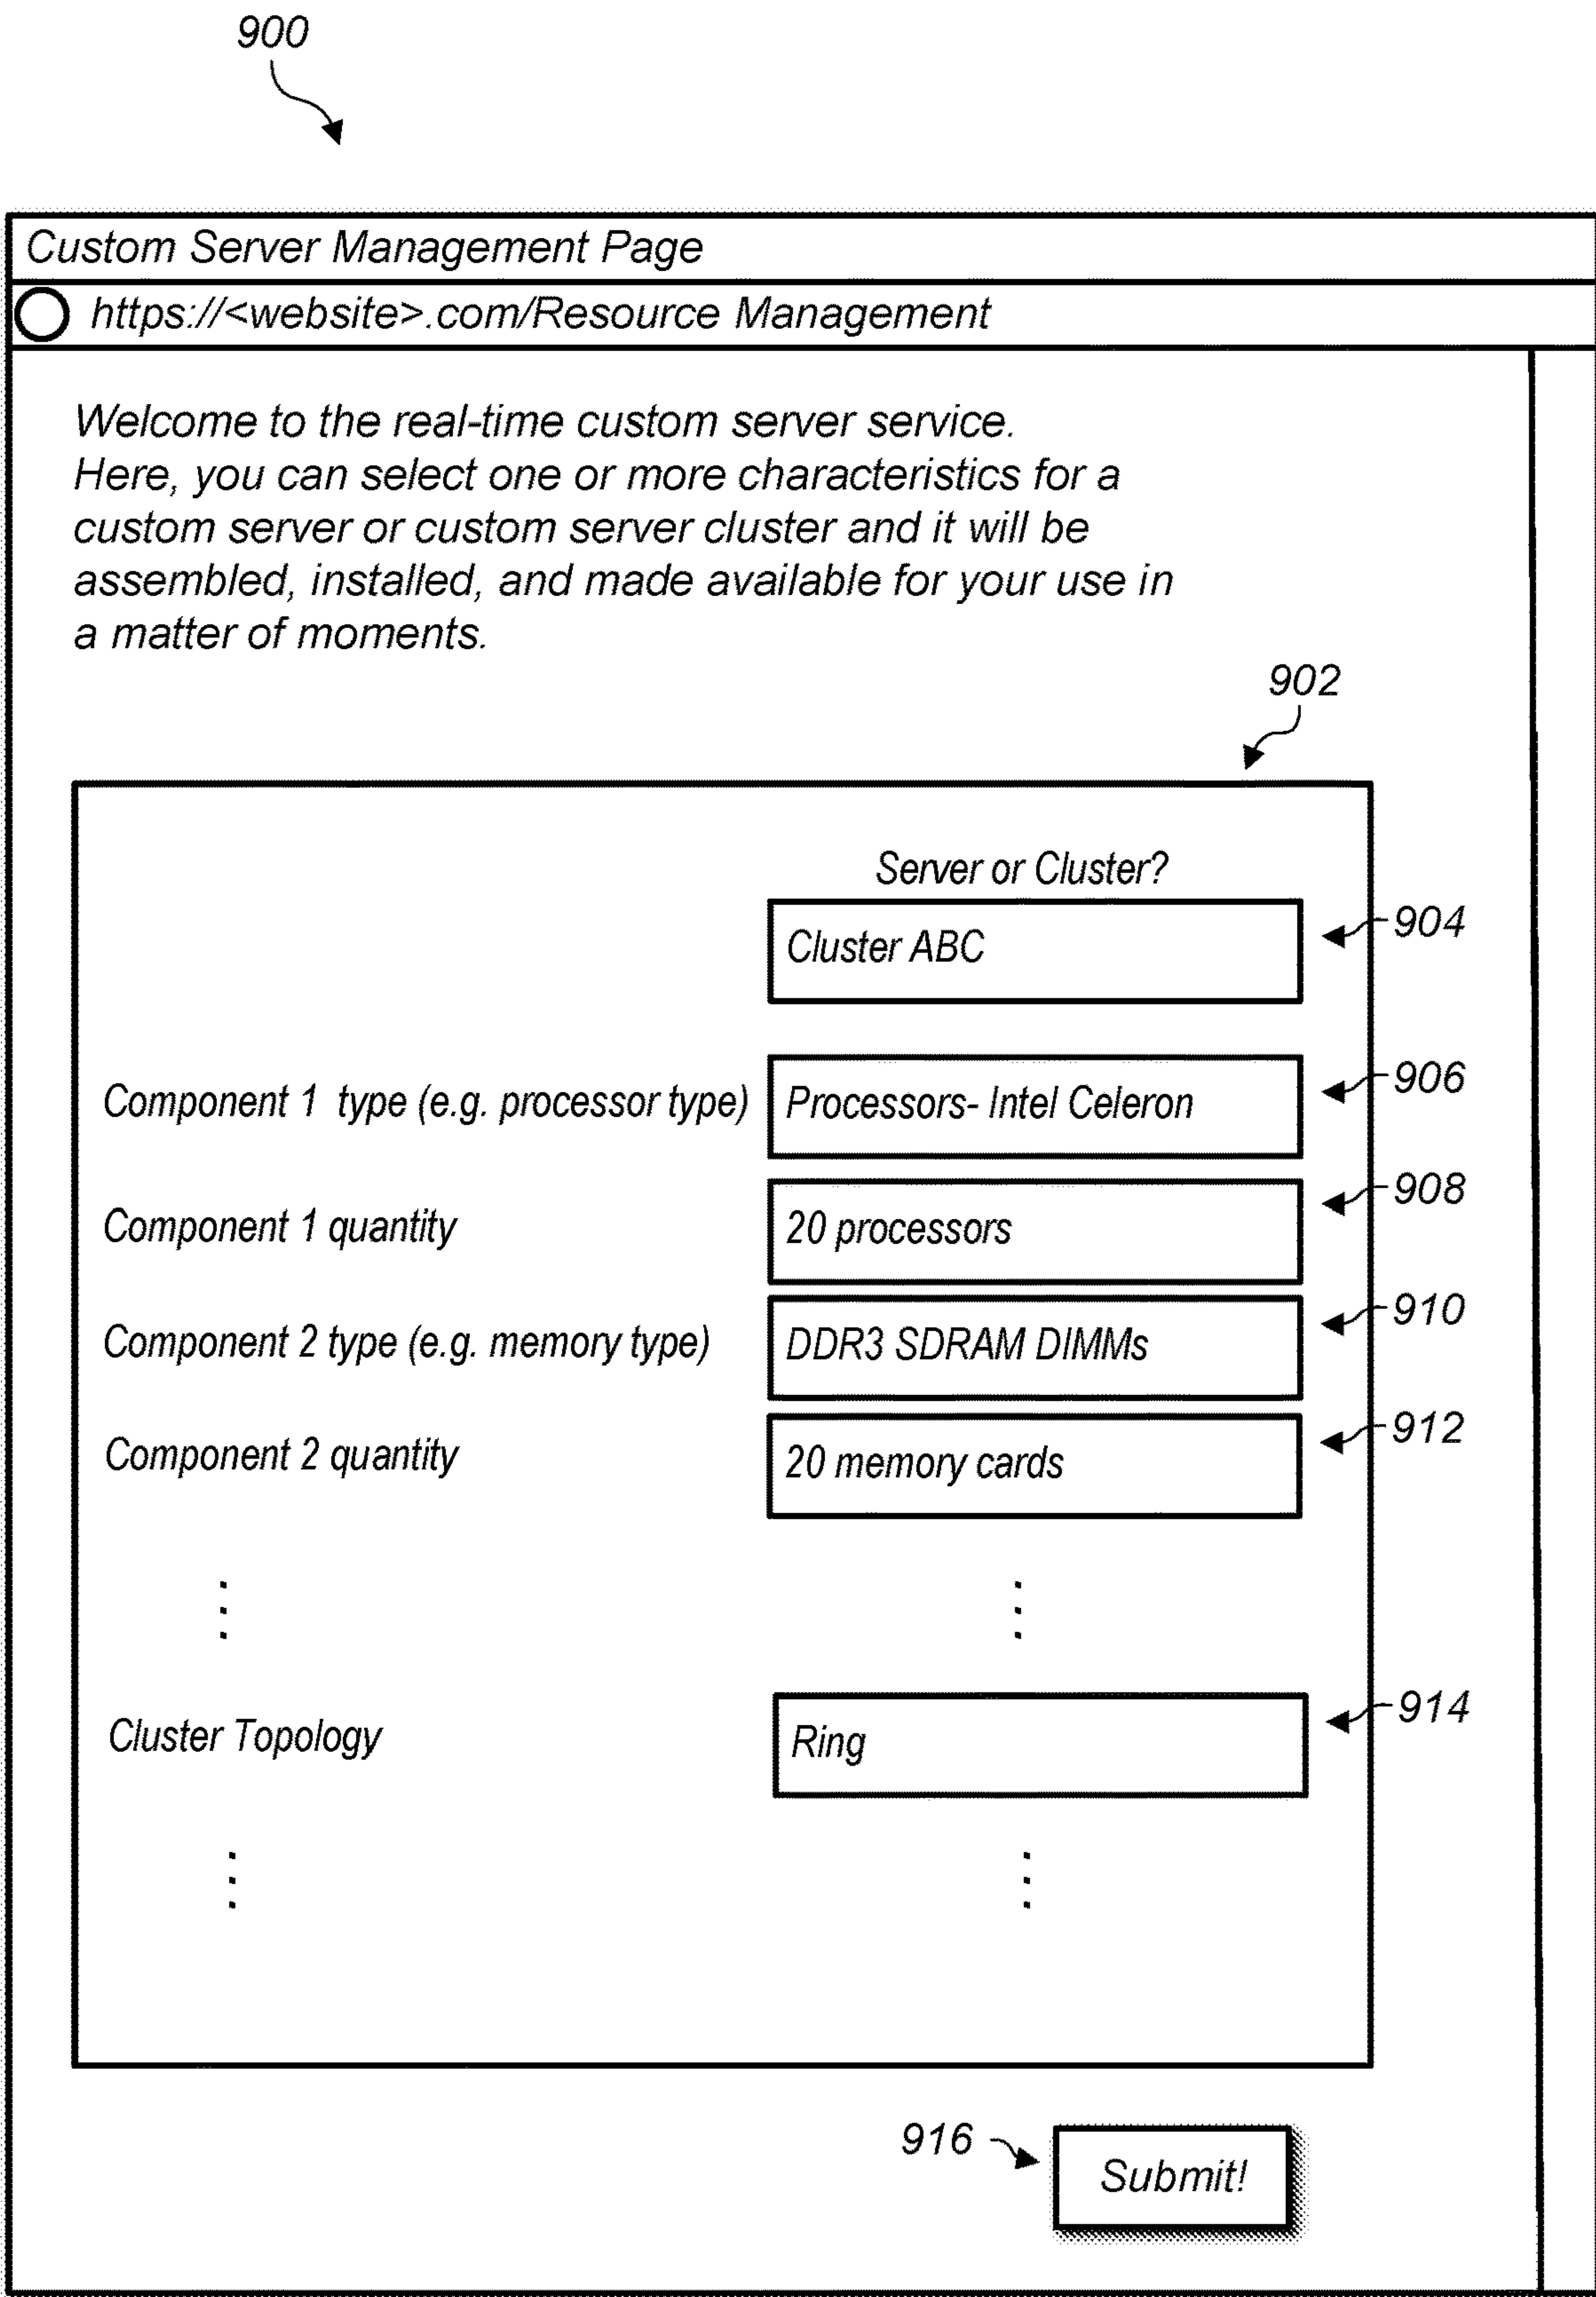 900
Custom Server Management Page
https://<website>.com/Resource Management
Welcome to the real-time custom server service.
Here, you can select one or more characteristics for a
custom server or custom server cluster and it will be
assembled, installed, and made available for your use in
a matter of moments.
902
Server or Cluster?
Cluster ABC
904
Component 1 type (e.g. processor type)
Processors- Intel Celeron
906
Component 1 quantity
20 processors
908
Component 2 type (e.g. memory type)
DDR3 SDRAM DIMMs
910
Component 2 quantity
20 memory cards
912
Cluster Topology
Ring
914
916
Submit!